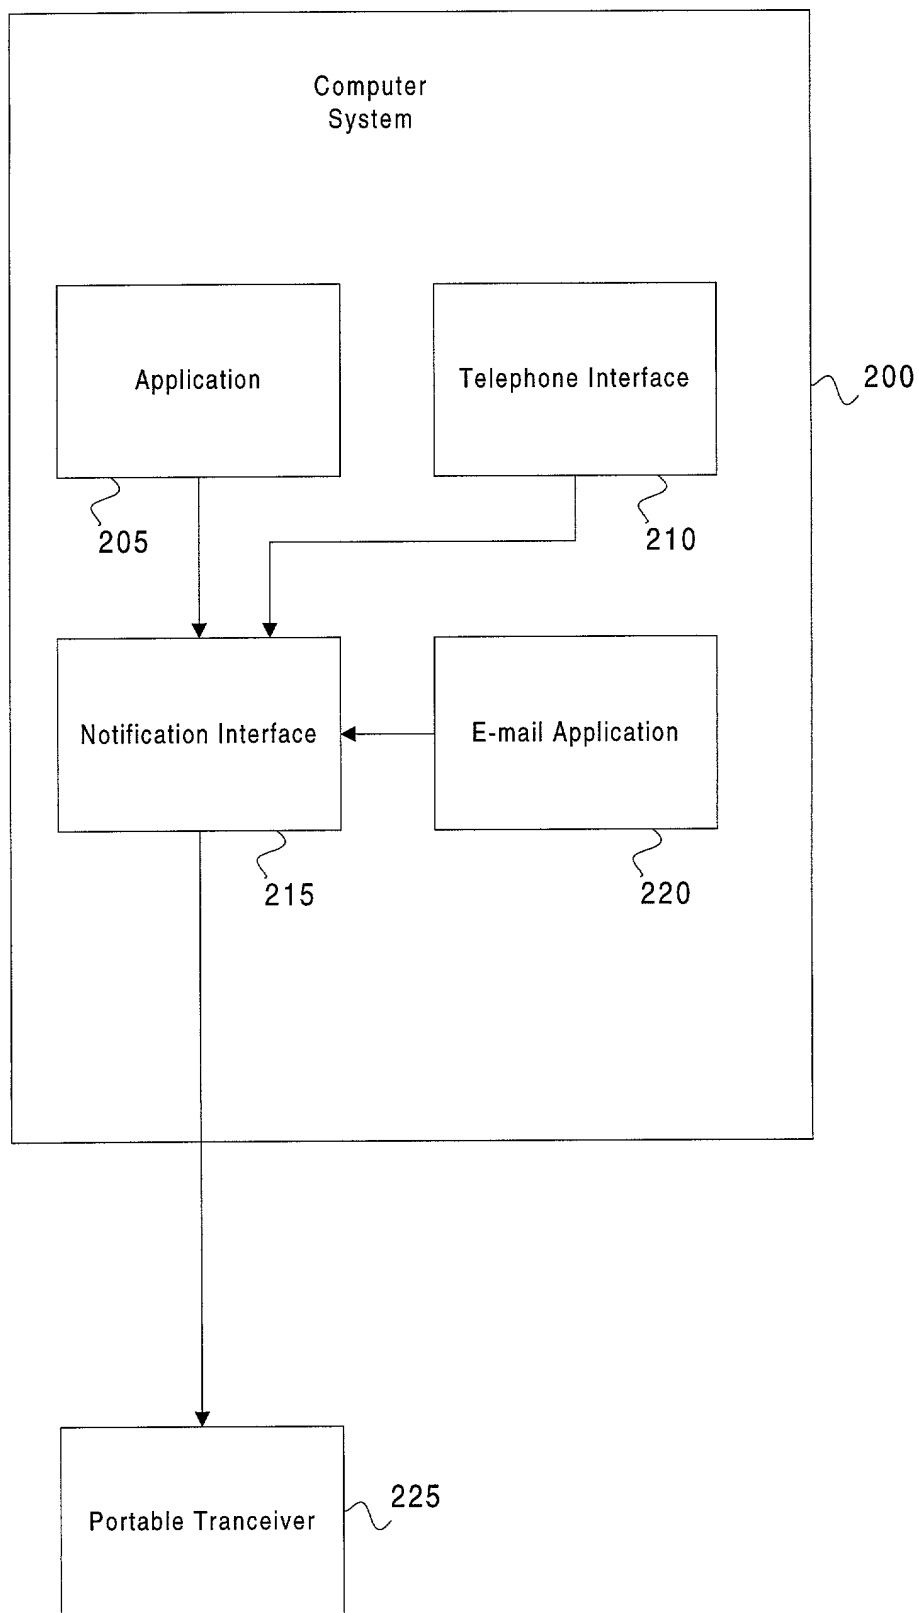 Computer
System
Application
Telephone Interface
200
205
210
Notification Interface
E-mail Application
215
220
Portable Tranceiver
225